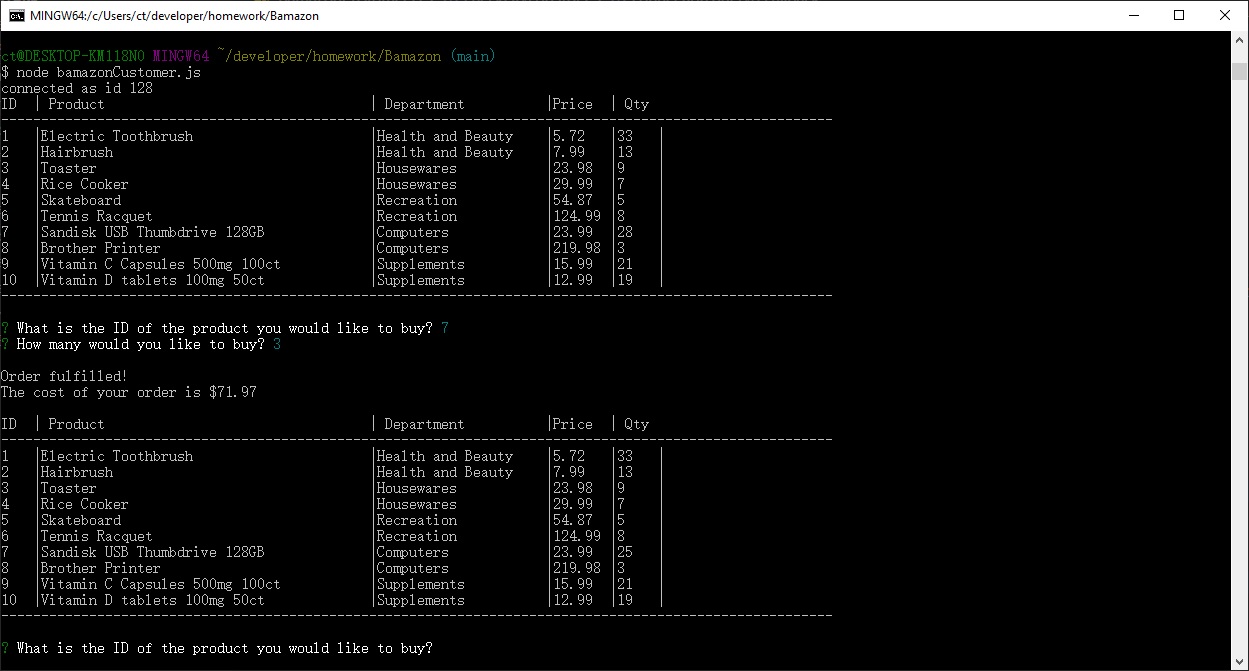 MINGW64:/c/Users/ct/developer/homework/Bamazon
ct@DESKTOP-KM118N0 MINGW64 ~/developer/homework/Bamazon (main)
$ node bamazonCustomer.js
connected as id 128
ID | Product | Department |Price | Qty
--------------------------------------------------------------------------------------------------------
1 |Electric Toothbrush |Health and Beauty |5.72 |33 |
2 |Hairbrush |Health and Beauty |7.99 |13 |
3 |Toaster |Housewares |23.98 |9 |
4 |Rice Cooker |Housewares |29.99 |7 |
5 |Skateboard |Recreation |54.87 |5 |
6 |Tennis Racquet |Recreation |124.99 |8 |
7 |Sandisk USB Thumbdrive 128GB |Computers |23.99 |28 |
8 |Brother Printer |Computers |219.98 |3 |
9 |Vitamin C Capsules 500mg 100ct |Supplements |15.99 |21 |
10 |Vitamin D tablets 100mg 50ct |Supplements |12.99 |19 |
--------------------------------------------------------------------------------------------------------
? What is the ID of the product you would like to buy? 7
? How many would you like to buy? 3
Order fulfilled!
The cost of your order is $71.97
ID | Product | Department |Price | Qty
--------------------------------------------------------------------------------------------------------
1 |Electric Toothbrush |Health and Beauty |5.72 |33 |
2 |Hairbrush |Health and Beauty |7.99 |13 |
3 |Toaster |Housewares |23.98 |9 |
4 |Rice Cooker |Housewares |29.99 |7 |
5 |Skateboard |Recreation |54.87 |5 |
6 |Tennis Racquet |Recreation |124.99 |8 |
7 |Sandisk USB Thumbdrive 128GB |Computers |23.99 |25 |
8 |Brother Printer |Computers |219.98 |3 |
9 |Vitamin C Capsules 500mg 100ct |Supplements |15.99 |21 |
10 |Vitamin D tablets 100mg 50ct |Supplements |12.99 |19 |
--------------------------------------------------------------------------------------------------------
? What is the ID of the product you would like to buy?